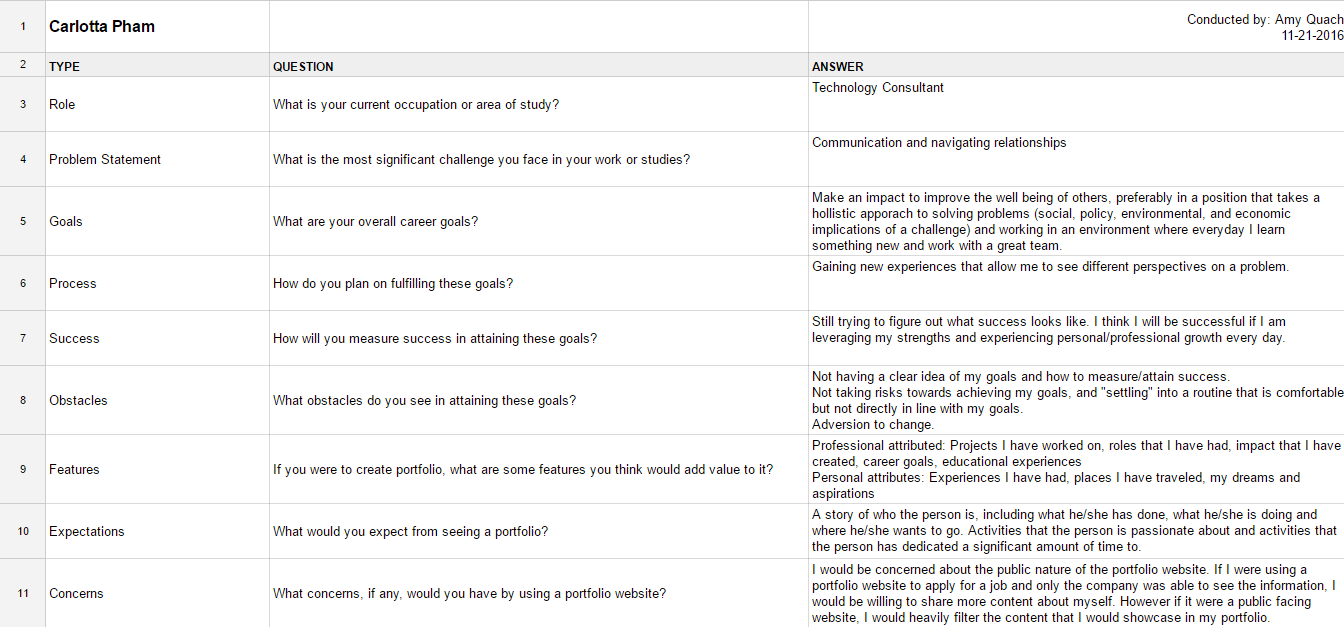 1 Carlotta Pham Conducted by: Amy Quach
11-21-2016
2 TYPE QUESTION ANSWER
3 Role What is your current occupation or area of study? Technology Consultant
4 Problem Statement What is the most significant challenge you face in your work or studies? Communication and navigating relationships
5 Goals What are your overall career goals? Make an impact to improve the well being of others, preferably in a position that takes a
hollistic apporach to solving problems (social, policy, environmental, and economic
implications of a challenge) and working in an environment where everyday I learn
something new and work with a great team.
6 Process How do you plan on fulfilling these goals? Gaining new experiences that allow me to see different perspectives on a problem.
7 Success How will you measure success in attaining these goals? Still trying to figure out what success looks like. I think I will be successful if I am
leveraging my strengths and experiencing personal/professional growth every day.
8 Obstacles What obstacles do you see in attaining these goals? Not having a clear idea of my goals and how to measure/attain success.
Not taking risks towards achieving my goals, and "settling" into a routine that is comfortable
but not directly in line with my goals.
Adversion to change.
9 Features If you were to create portfolio, what are some features you think would add value to it? Professional attributed: Projects I have worked on, roles that I have had, impact that I have
created, career goals, educational experiences
Personal attributes: Experiences I have had, places I have traveled, my dreams and
aspirations
10 Expectations What would you expect from seeing a portfolio? A story of who the person is, including what he/she has done, what he/she is doing and
where he/she wants to go. Activities that the person is passionate about and activities that
the person has dedicated a significant amount of time to.
11 Concerns What concerns, if any, would you have by using a portfolio website? I would be concerned about the public nature of the portfolio website. If I were using a
portfolio website to apply for a job and only the company was able to see the information, I
would be willing to share more content about myself. However if it were a public facing
website, I would heavily filter the content that I would showcase in my portfolio.